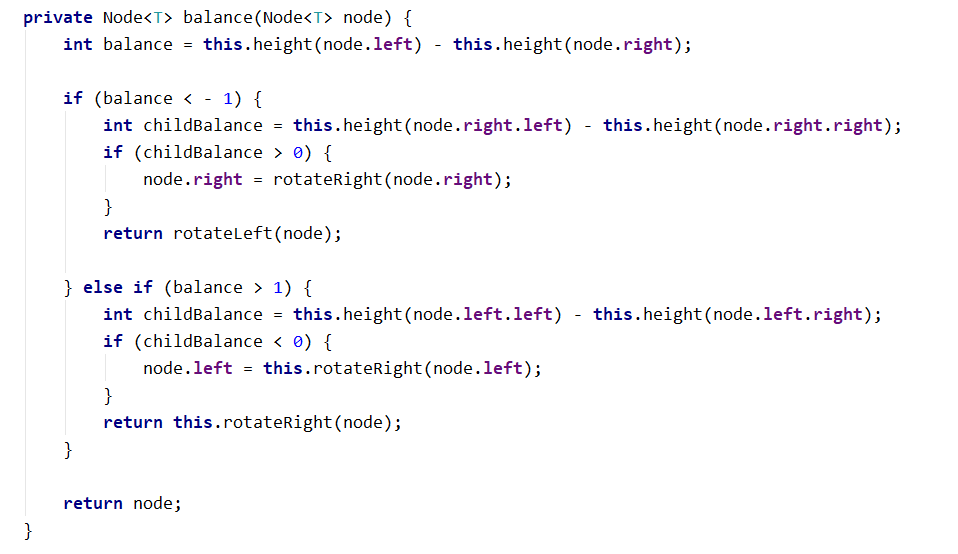 private Node<T> balance(Node<T> node) {
    int balance = this.height(node.left) - this.height(node.right);

    if (balance < - 1) {
        int childBalance = this.height(node.right.left) - this.height(node.right.right);
        if (childBalance > 0) {
            node.right = rotateRight(node.right);
        }
        return rotateLeft(node);

    } else if (balance > 1) {
        int childBalance = this.height(node.left.left) - this.height(node.left.right);
        if (childBalance < 0) {
            node.left = this.rotateRight(node.left);
        }
        return this.rotateRight(node);
    }

    return node;
}